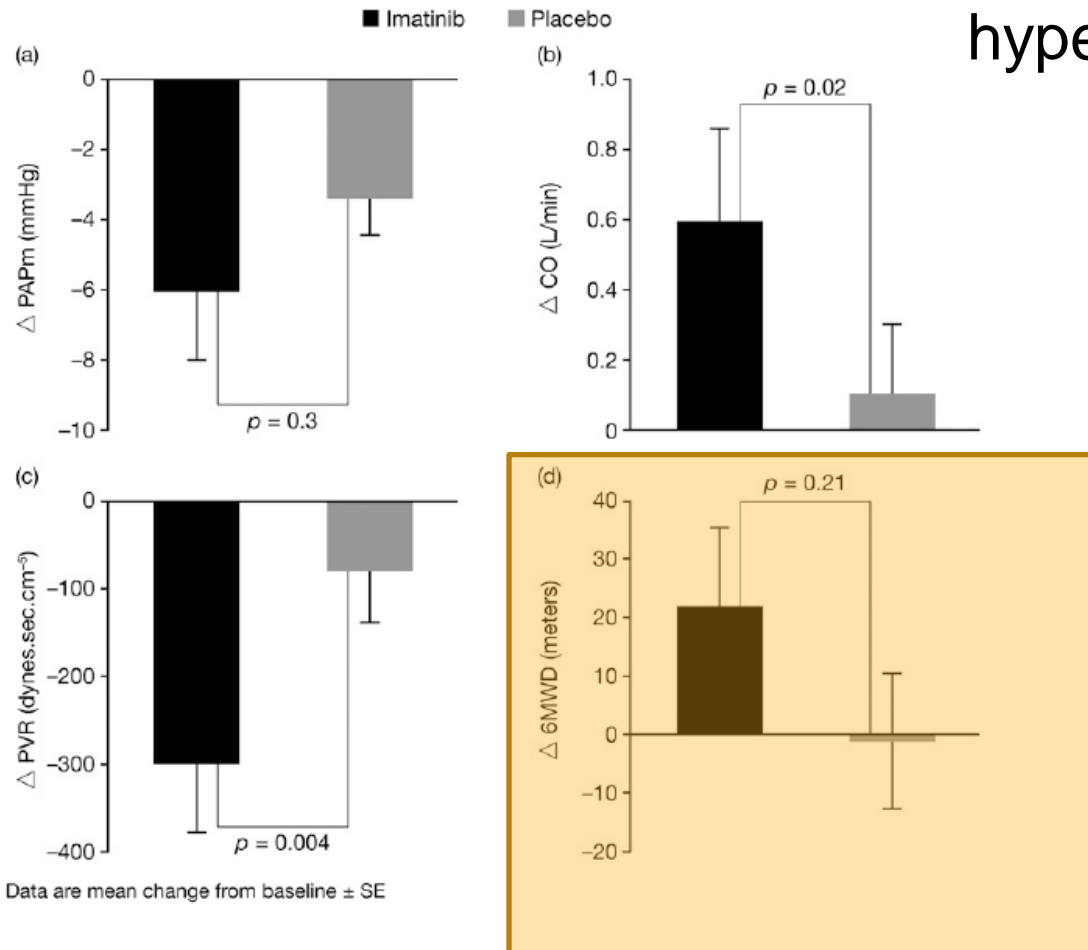 Imatinib Placebo
hype
(a)
0
−2
−4
−6
−8
−10
△ PAPm (mmHg)
p = 0.3
(b)
1.0
0.8
0.6
0.4
0.2
0
△ CO (L/min)
p = 0.02
(c)
0
−100
−200
−300
−400
△ PVR (dynes.sec.cm⁻⁵)
p = 0.004
(d)
40
30
20
10
0
−10
−20
△ 6MWD (meters)
p = 0.21
Data are mean change from baseline ± SE